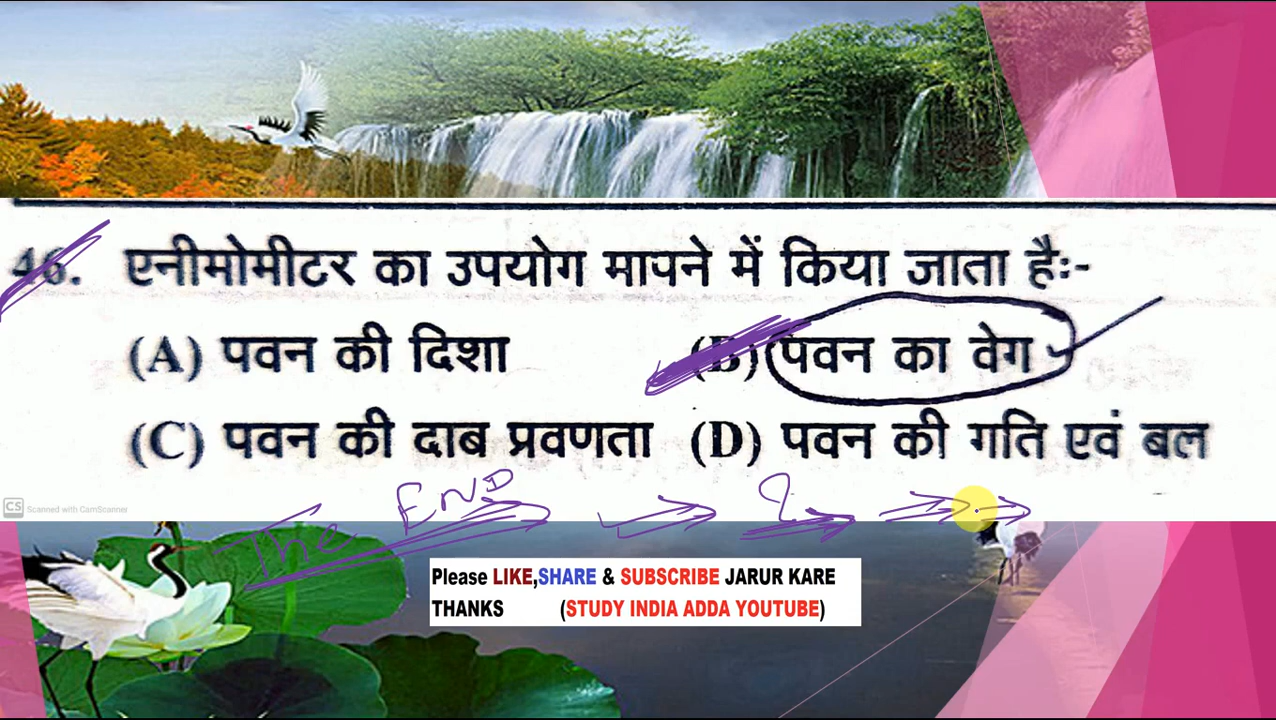 46. एनीमोमीटर का उपयोग मापने में किया जाता हैः-
(A) पवन की दिशा (B) पवन का वेग
(C) पवन की दाब प्रवणता (D) पवन की गति एवं बल
The END
CS Scanned with CamScanner
Please LIKE,SHARE & SUBSCRIBE JARUR KARE
THANKS (STUDY INDIA ADDA YOUTUBE)